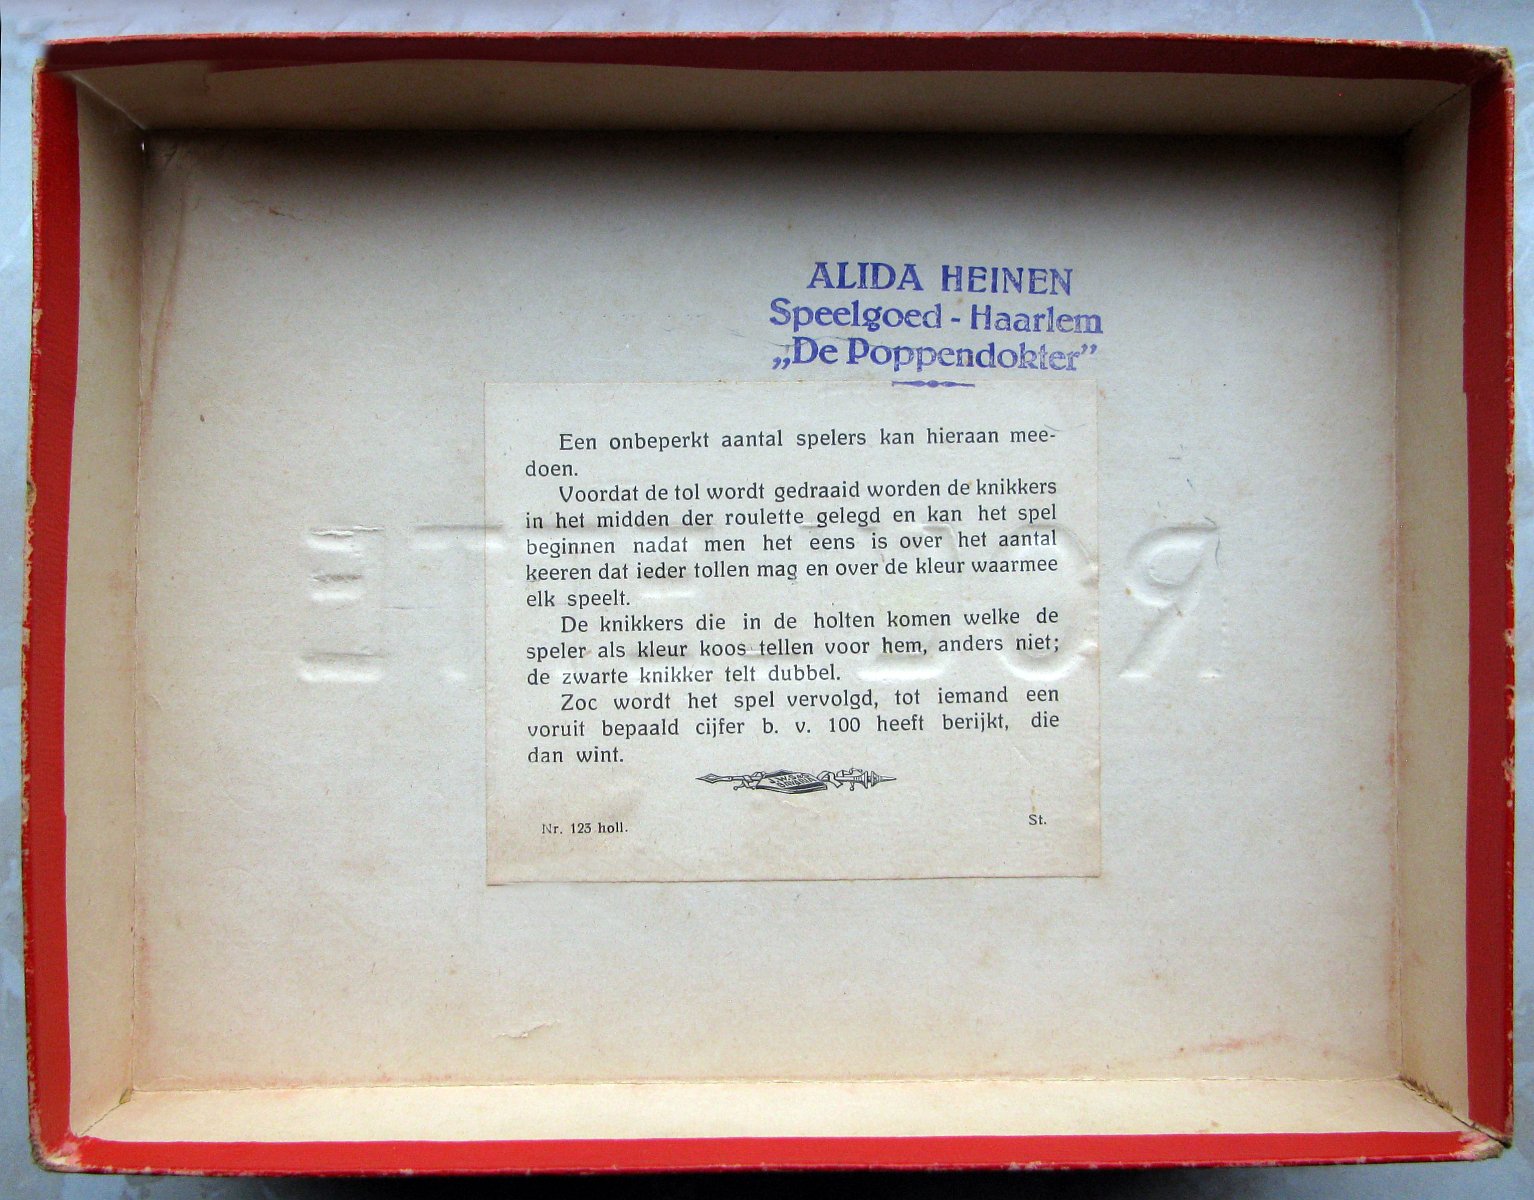 ALIDA HEINEN
Speelgoed - Haarlem
„De Poppendokter”
Een onbeperkt aantal spelers kan hieraan mee-
doen.
Voordat de tol wordt gedraaid worden de knikkers
in het midden der roulette gelegd en kan het spel
beginnen nadat men het eens is over het aantal
keeren dat ieder tollen mag en over de kleur waarmee
elk speelt.
De knikkers die in de holten komen welke de
speler als kleur koos tellen voor hem, anders niet;
de zwarte knikker telt dubbel.
Zoc wordt het spel vervolgd, tot iemand een
voruit bepaald cijfer b. v. 100 heeft berijkt, die
dan wint.
Nr. 123 holl.
St.